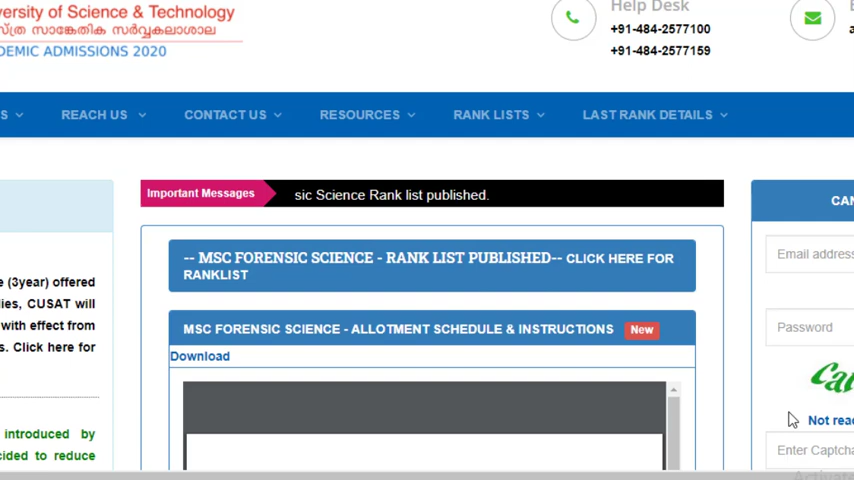 versity of Science & Technology
സ്ത്ര സാങ്കേതിക സർവ്വകലാശാല
DEMIC ADMISSIONS 2020
Help Desk
+91-484-2577100
+91-484-2577159
S
REACH US
CONTACT US
RESOURCES
RANK LISTS
LAST RANK DETAILS
Important Messages
sic Science Rank list published.
CAN
-- MSC FORENSIC SCIENCE - RANK LIST PUBLISHED-- CLICK HERE FOR
RANKLIST
Email address
e (3year) offered
lies, CUSAT will
with effect from
s. Click here for
MSC FORENSIC SCIENCE - ALLOTMENT SCHEDULE & INSTRUCTIONS New
Download
Password
Not read
introduced by
cided to reduce
Enter Captcha